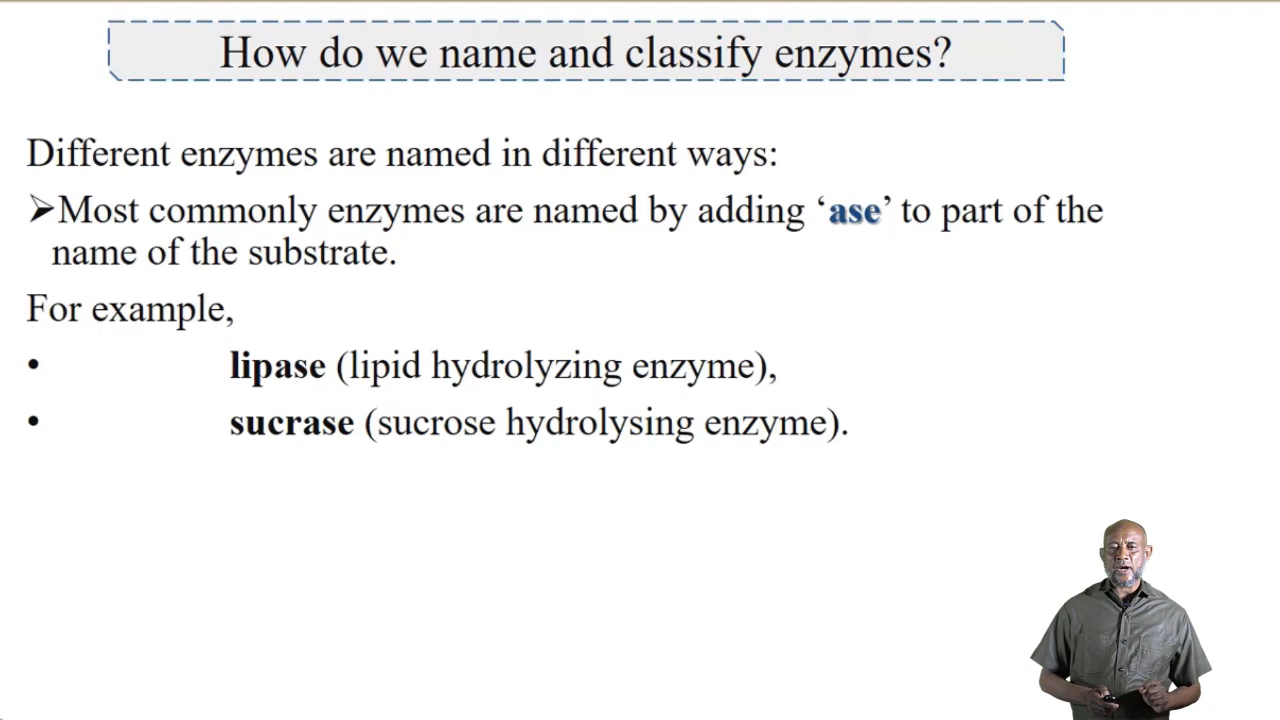 How do we name and classify enzymes?
Different enzymes are named in different ways:
➢Most commonly enzymes are named by adding ‘ase’ to part of the
name of the substrate.
For example,
• lipase (lipid hydrolyzing enzyme),
• sucrase (sucrose hydrolysing enzyme).